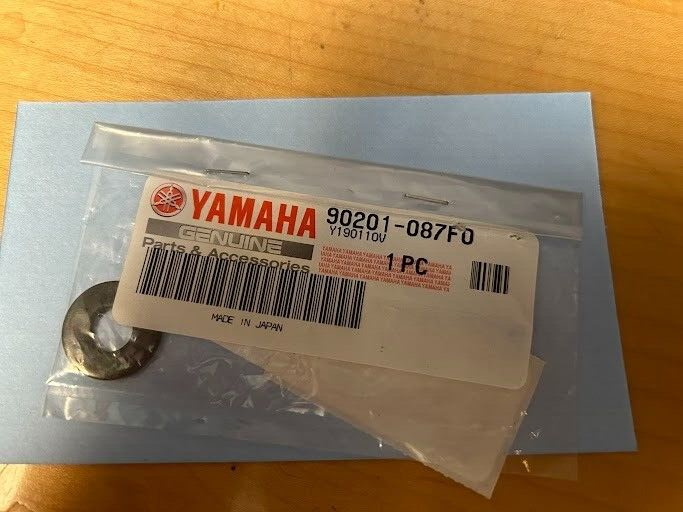 YAMAHA 90201-087F0
Y190110V
GENUINE
Parts & Accessories
1 PC
MADE IN JAPAN